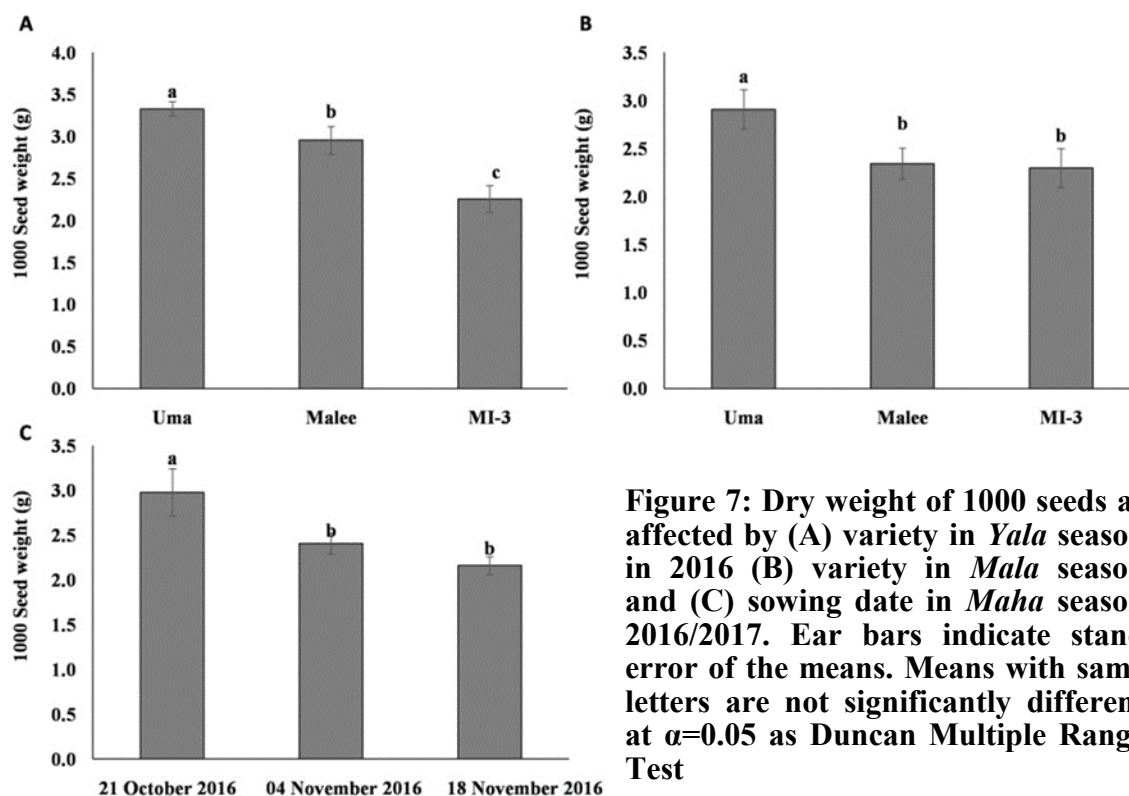 A
1000 Seed weight (g)
4.0
3.5
3.0
2.5
2.0
1.5
1.0
0.5
0.0
a
b
c
Uma
Malee
MI-3
B
1000 Seed weight (g)
3.5
3.0
2.5
2.0
1.5
1.0
0.5
0.0
a
b
b
Uma
Malee
MI-3
C
1000 Seed weight (g)
3.5
3.0
2.5
2.0
1.5
1.0
0.5
0.0
a
b
b
21 October 2016
04 November 2016
18 November 2016
Figure 7: Dry weight of 1000 seeds a
affected by (A) variety in Yala seaso
in 2016 (B) variety in Mala seaso
and (C) sowing date in Maha seaso
2016/2017. Ear bars indicate stan
error of the means. Means with sam
letters are not significantly differen
at α=0.05 as Duncan Multiple Rang
Test